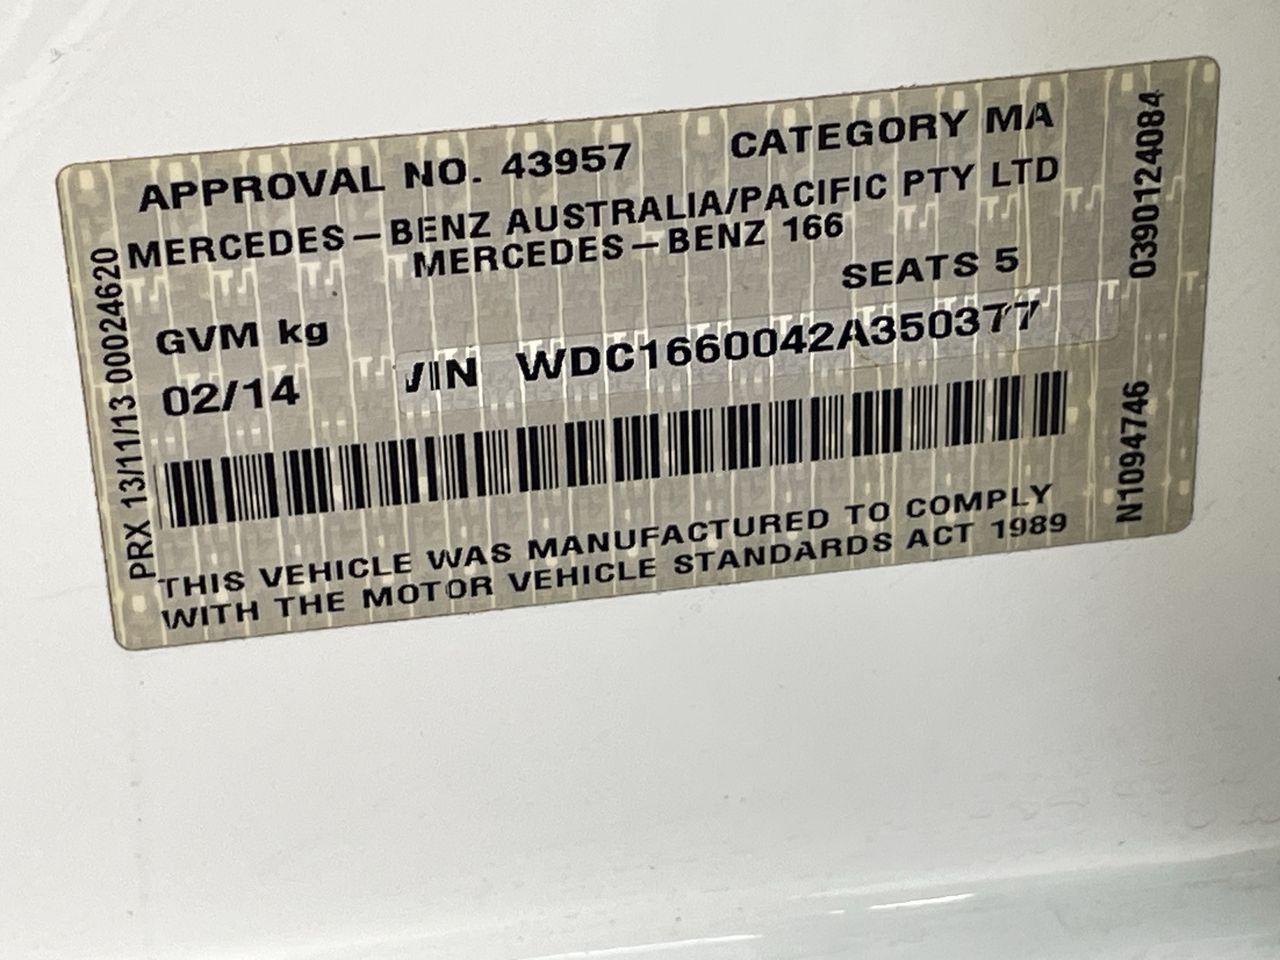 APPROVAL NO. 43957 CATEGORY MA
MERCEDES-BENZ AUSTRALIA/PACIFIC PTY LTD
MERCEDES-BENZ 166
SEATS 5
GVM kg
02/14 VIN WDC1660042A350377
THIS VEHICLE WAS MANUFACTURED TO COMPLY
WITH THE MOTOR VEHICLE STANDARDS ACT 1989
PRX 13/11/13 00024620
0390124084
N1094746